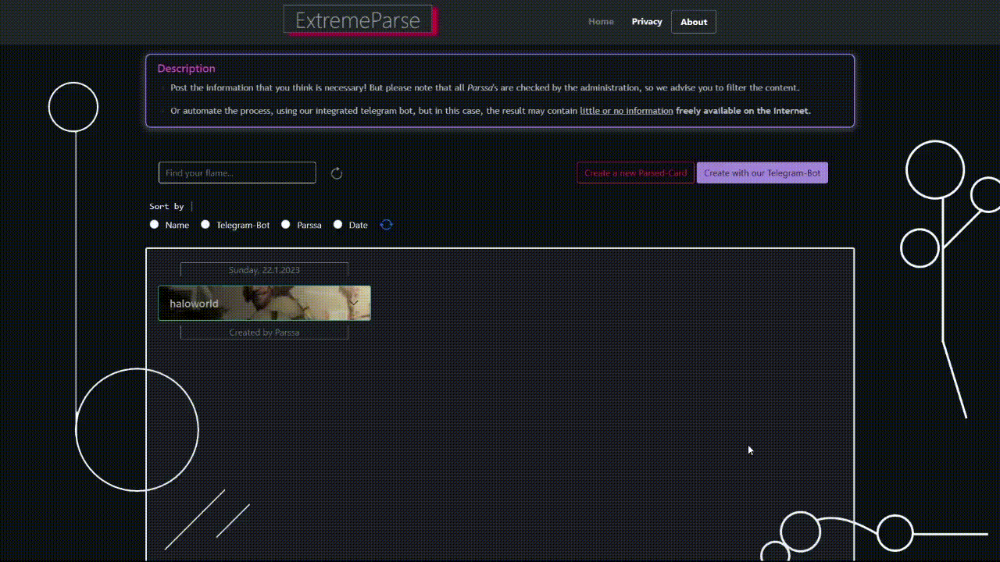 ExtremeParse
Home Privacy About
Description
Post the information that you think is necessary! But please note that all Parssa's are checked by the administration, so we advise you to filter the content.
Or automate the process, using our integrated telegram bot, but in this case, the result may contain little or no information freely available on the Internet.
Find your flame...
Create a new Parsed-Card Create with our Telegram-Bot
Sort by
Name Telegram-Bot Parssa Date
Sunday, 22.1.2023
haloworld
Created by Parssa